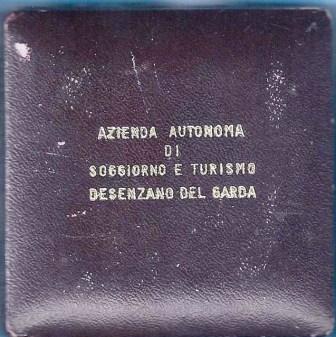 AZIENDA AUTONOMA
DI
SOGGIORNO E TURISMO
DESENZANO DEL GARDA